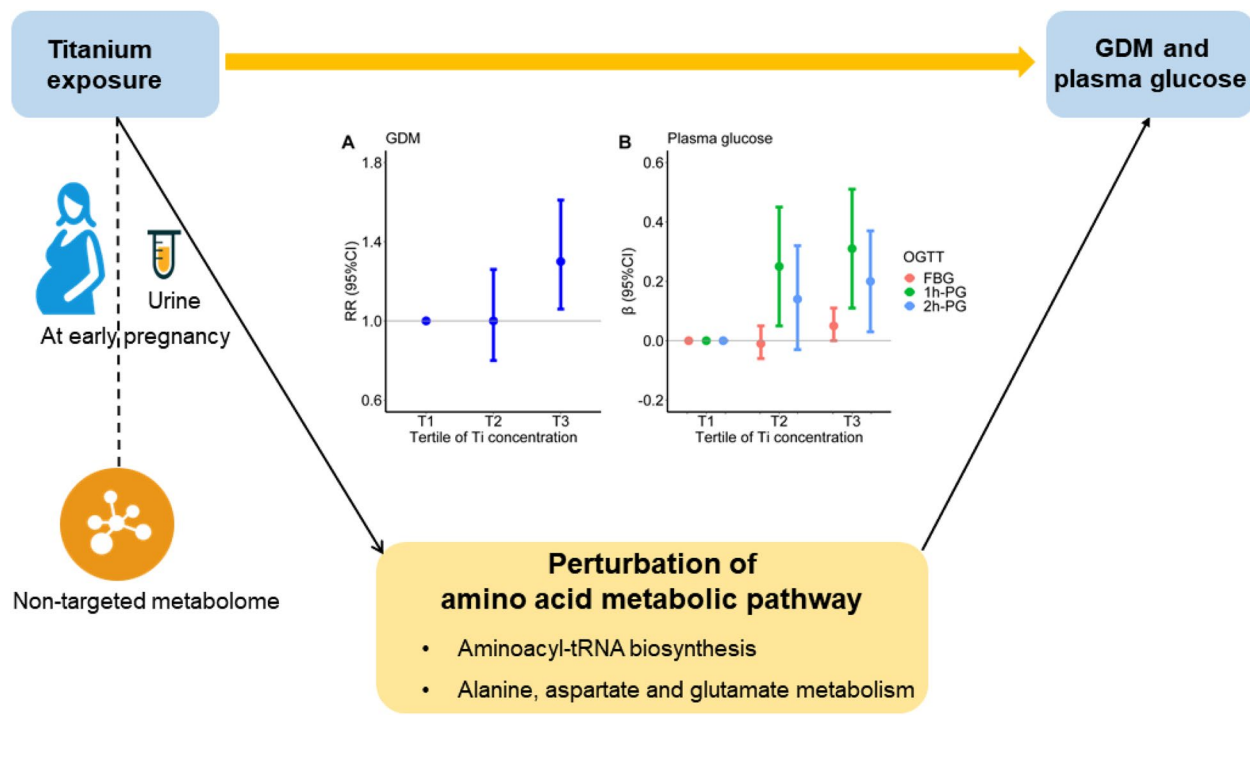 Titanium
exposure
GDM and
plasma glucose
A
GDM
1.8
1.4
1.0
0.6
RR (95%CI)
T1
T2
T3
Tertile of Ti concentration
B
Plasma glucose
0.6
0.4
0.2
0.0
-0.2
β (95%CI)
T1
T2
T3
Tertile of Ti concentration
OGTT
FBG
1h-PG
2h-PG
Urine
At early pregnancy
Non-targeted metabolome
Perturbation of
amino acid metabolic pathway
• Aminoacyl-tRNA biosynthesis
• Alanine, aspartate and glutamate metabolism